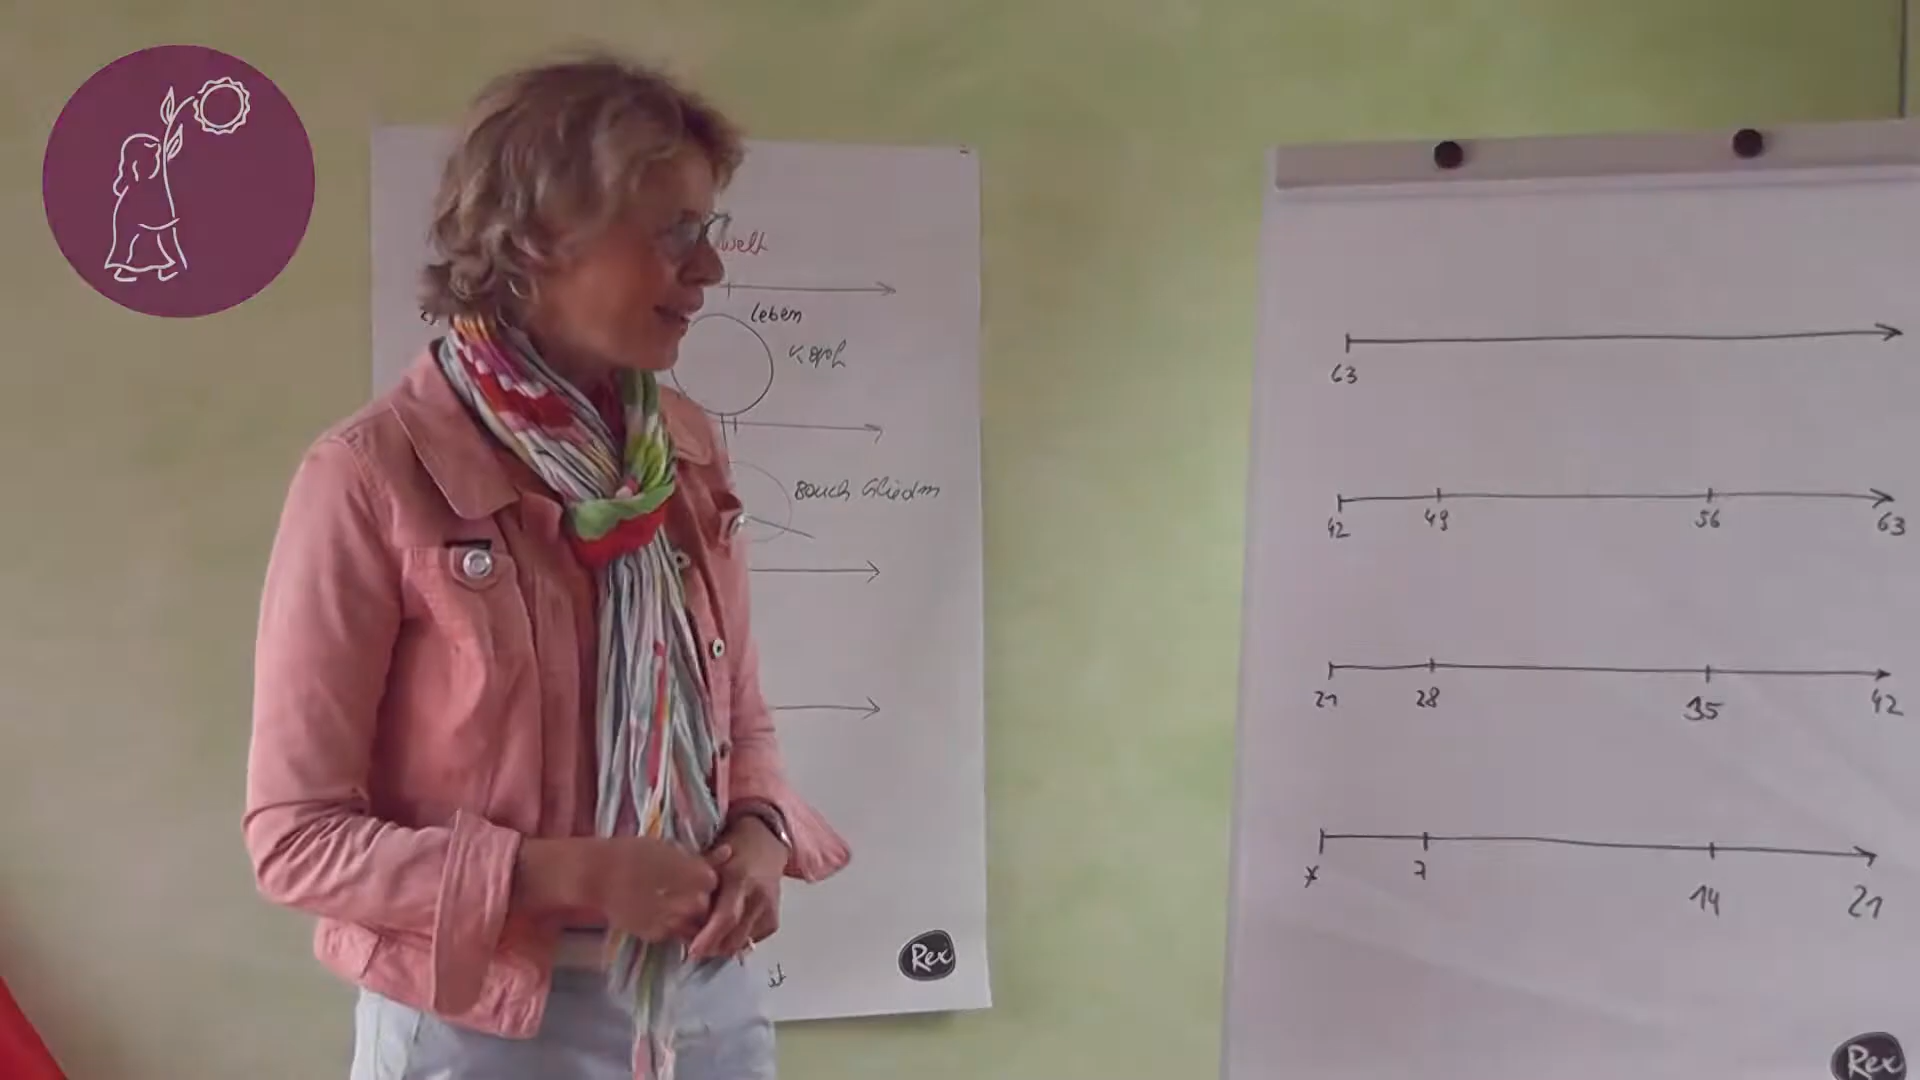 welt
leben
Kopf
Bauch Gliedm
Rex
63
42 49 56 63
21 28 35 42
* 7 14 21
Rex